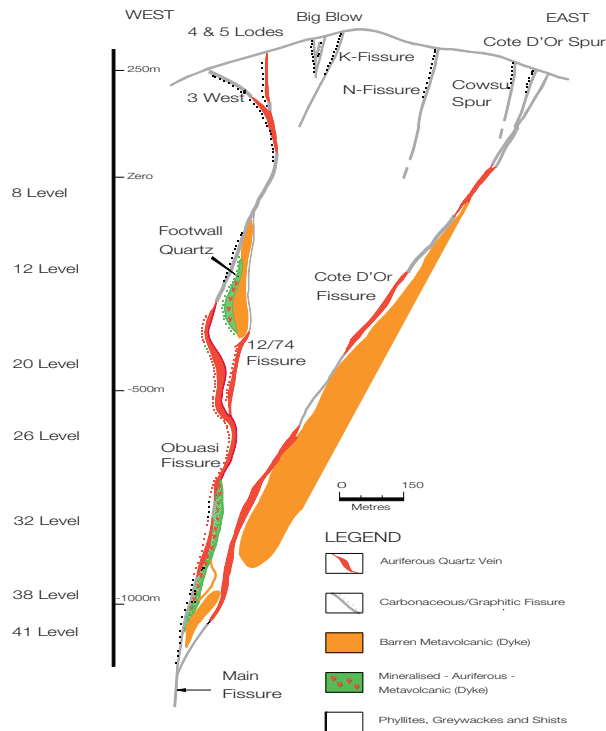 WEST
EAST
Big Blow
4 & 5 Lodes
Cote D'Or Spur
K-Fissure
250m
N-Fissure
Cowsu
Spur
3 West
Zero
8 Level
Footwall
Quartz
12 Level
Cote D'Or
Fissure
12/74
Fissure
20 Level
-500m
26 Level
Obuasi
Fissure
0
150
Metres
32 Level
LEGEND
Auriferous Quartz Vein
38 Level
-1000m
Carbonaceous/Graphitic Fissure
41 Level
Barren Metavolcanic (Dyke)
Main
Fissure
Mineralised - Auriferous -
Metavolcanic (Dyke)
Phyllites, Greywackes and Shists